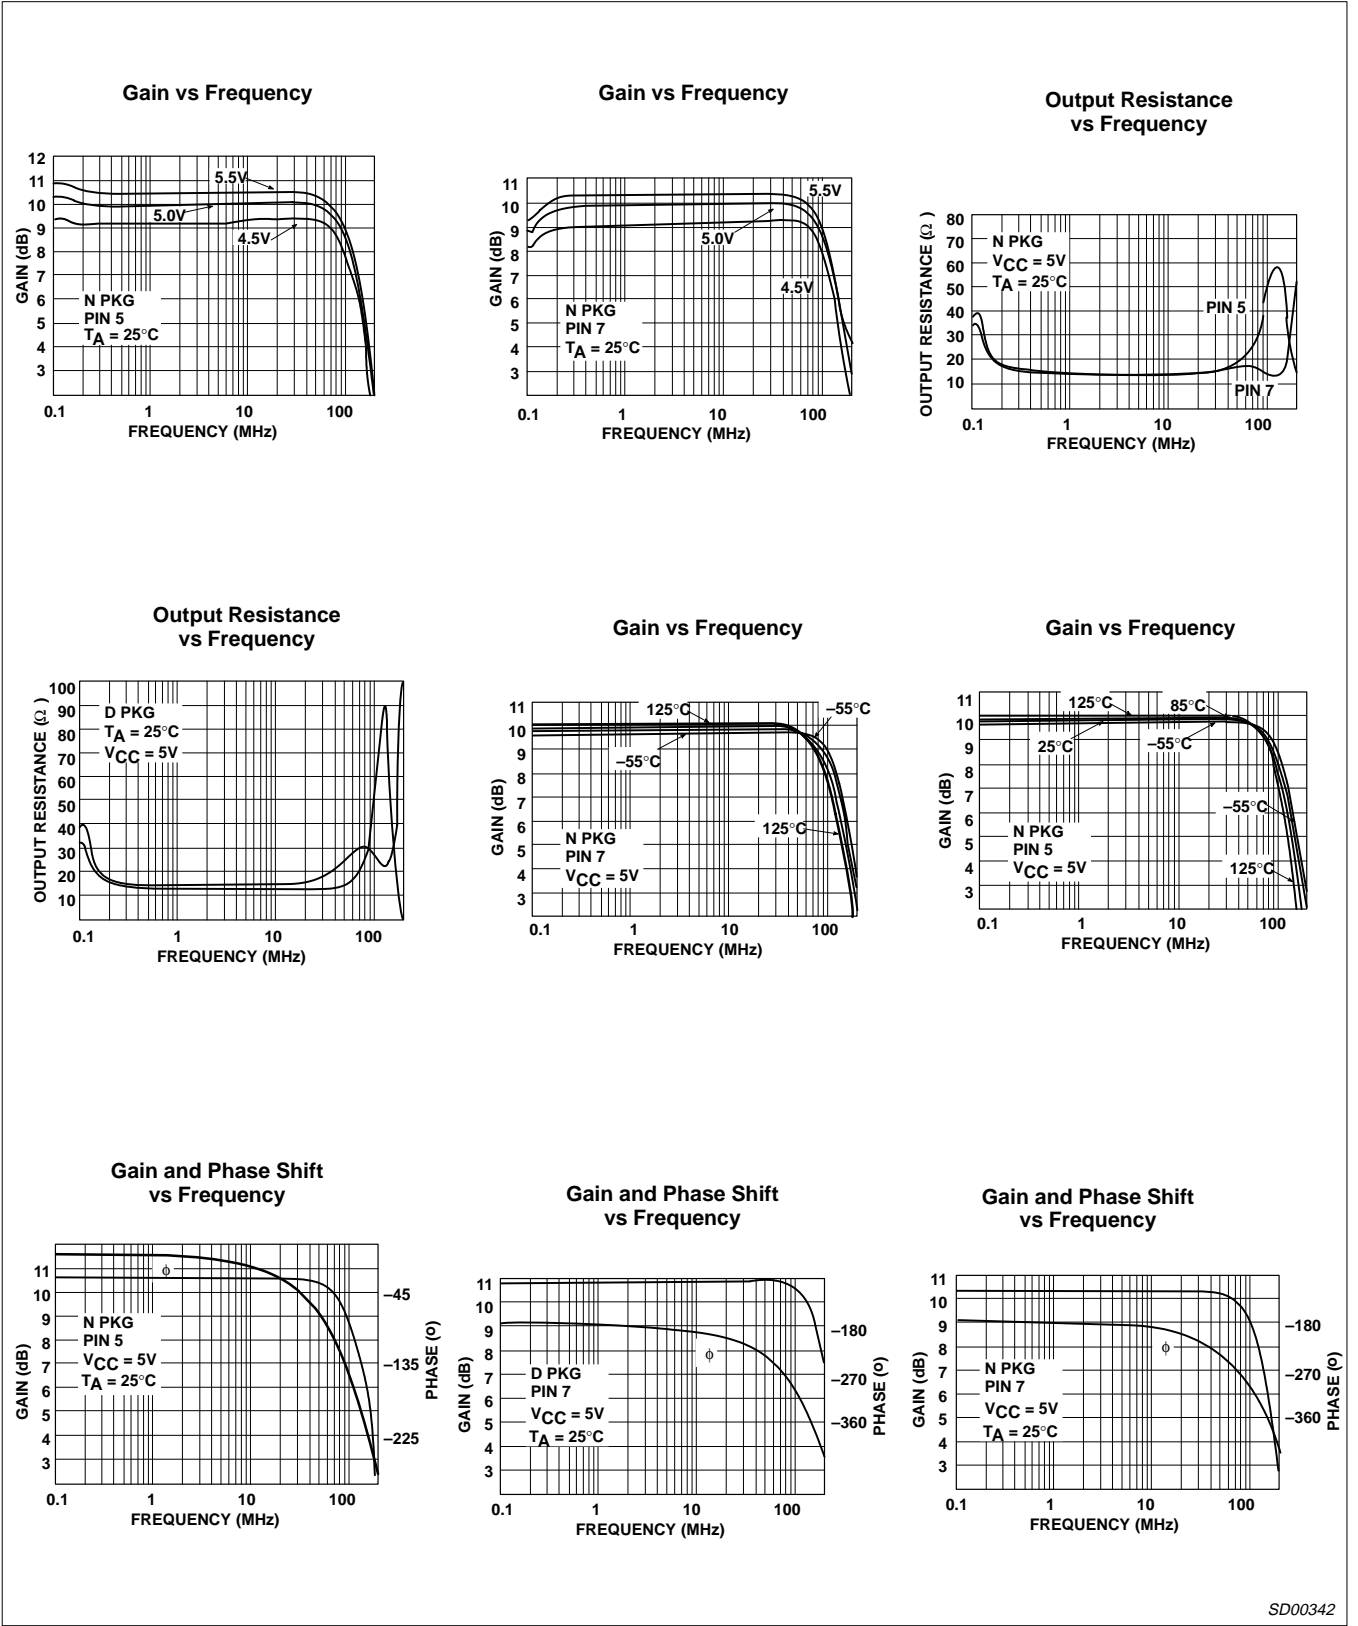 Gain vs Frequency
12
11
10
9
8
7
6
5
4
3
GAIN (dB)
5.5V
5.0V
4.5V
N PKG
PIN 5
TA = 25°C
0.1 1 10 100
FREQUENCY (MHz)
Gain vs Frequency
11
10
9
8
7
6
5
4
3
GAIN (dB)
5.5V
5.0V
4.5V
N PKG
PIN 7
TA = 25°C
0.1 1 10 100
FREQUENCY (MHz)
Output Resistance
vs Frequency
80
70
60
50
40
30
20
10
OUTPUT RESISTANCE (Ω )
N PKG
VCC = 5V
TA = 25°C
PIN 5
PIN 7
0.1 1 10 100
FREQUENCY (MHz)
Output Resistance
vs Frequency
100
90
80
70
60
50
40
30
20
10
OUTPUT RESISTANCE (Ω )
D PKG
TA = 25°C
VCC = 5V
0.1 1 10 100
FREQUENCY (MHz)
Gain vs Frequency
11
10
9
8
7
6
5
4
3
GAIN (dB)
125°C
–55°C
–55°C
125°C
N PKG
PIN 7
VCC = 5V
0.1 1 10 100
FREQUENCY (MHz)
Gain vs Frequency
11
10
9
8
7
6
5
4
3
GAIN (dB)
125°C 85°C
25°C –55°C
–55°C
125°C
N PKG
PIN 5
VCC = 5V
0.1 1 10 100
FREQUENCY (MHz)
Gain and Phase Shift
vs Frequency
11
10
9
8
7
6
5
4
3
GAIN (dB)
ϕ
N PKG
PIN 5
VCC = 5V
TA = 25°C
–45
–135
–225
PHASE (o)
0.1 1 10 100
FREQUENCY (MHz)
Gain and Phase Shift
vs Frequency
11
10
9
8
7
6
5
4
3
GAIN (dB)
ϕ
D PKG
PIN 7
VCC = 5V
TA = 25°C
–180
–270
–360
PHASE (o)
0.1 1 10 100
FREQUENCY (MHz)
Gain and Phase Shift
vs Frequency
11
10
9
8
7
6
5
4
3
GAIN (dB)
ϕ
N PKG
PIN 7
VCC = 5V
TA = 25°C
–180
–270
–360
PHASE (o)
0.1 1 10 100
FREQUENCY (MHz)
SD00342